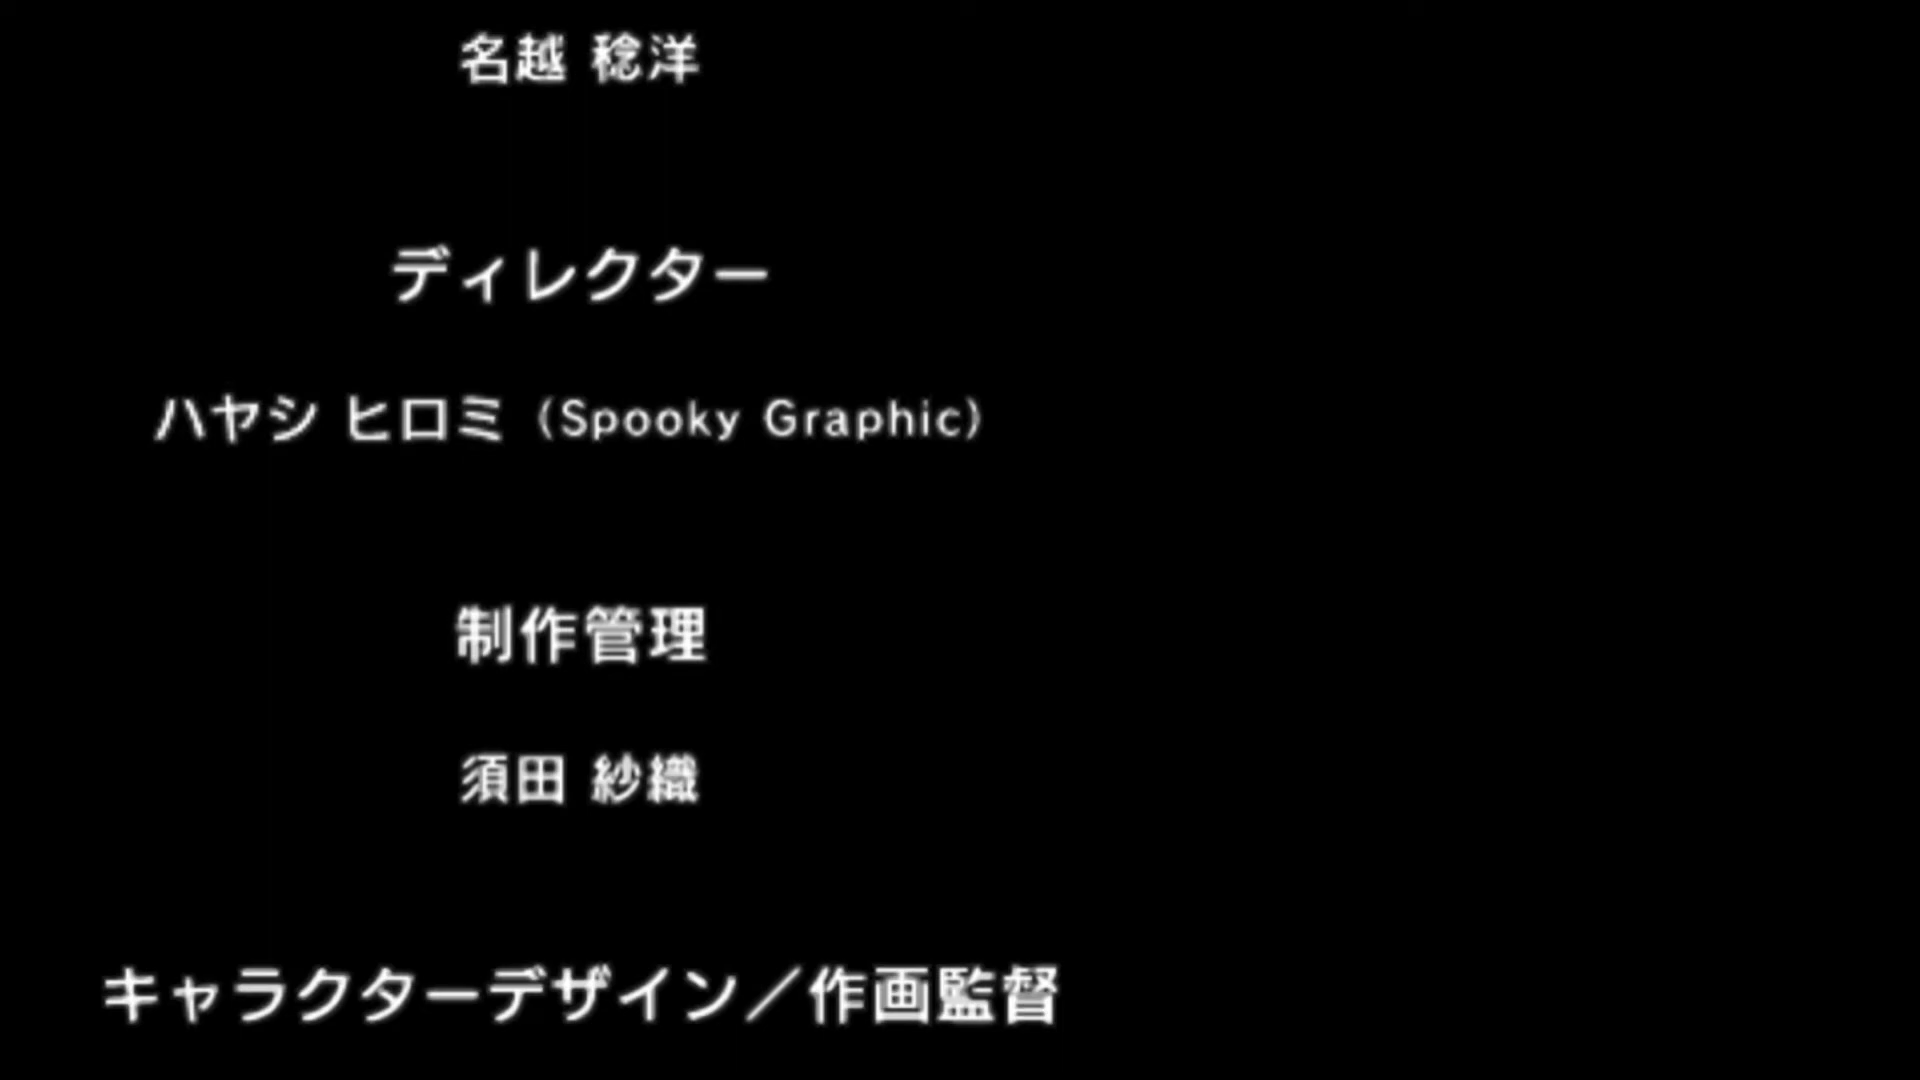 名越 稔洋
ディレクター
ハヤシ ヒロミ（Spooky Graphic）
制作管理
須田 紗織
キャラクターデザイン／作画監督